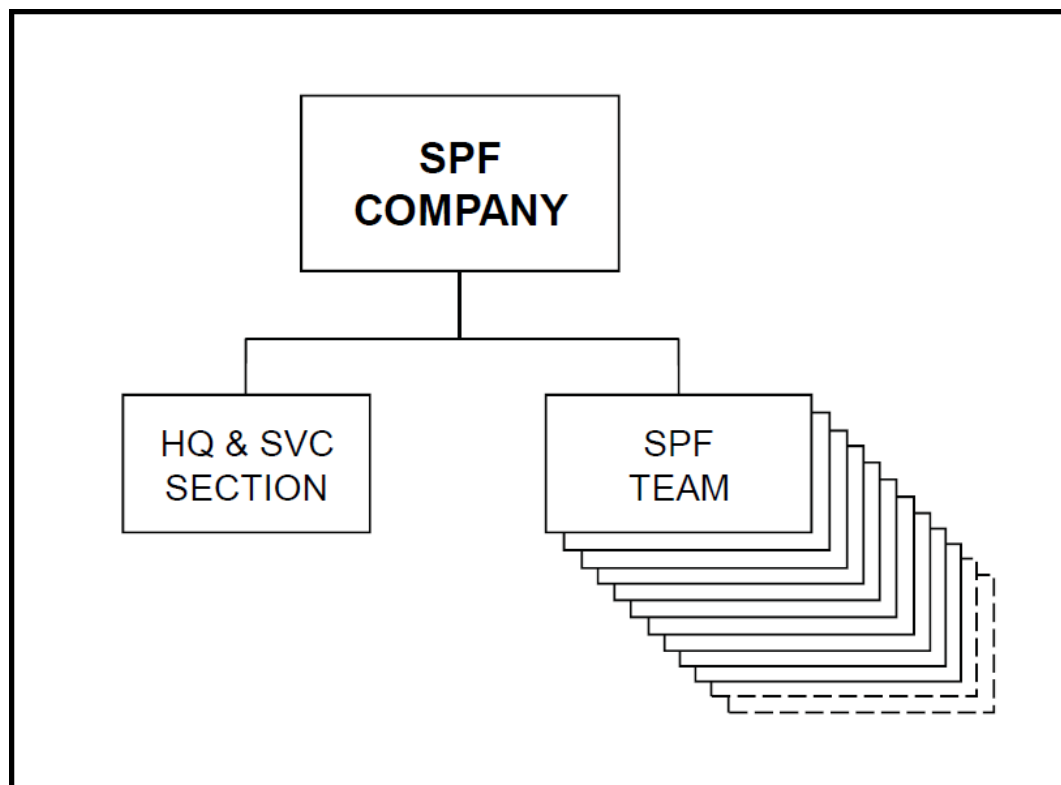 SPF
COMPANY
HQ & SVC
SECTION
SPF
TEAM